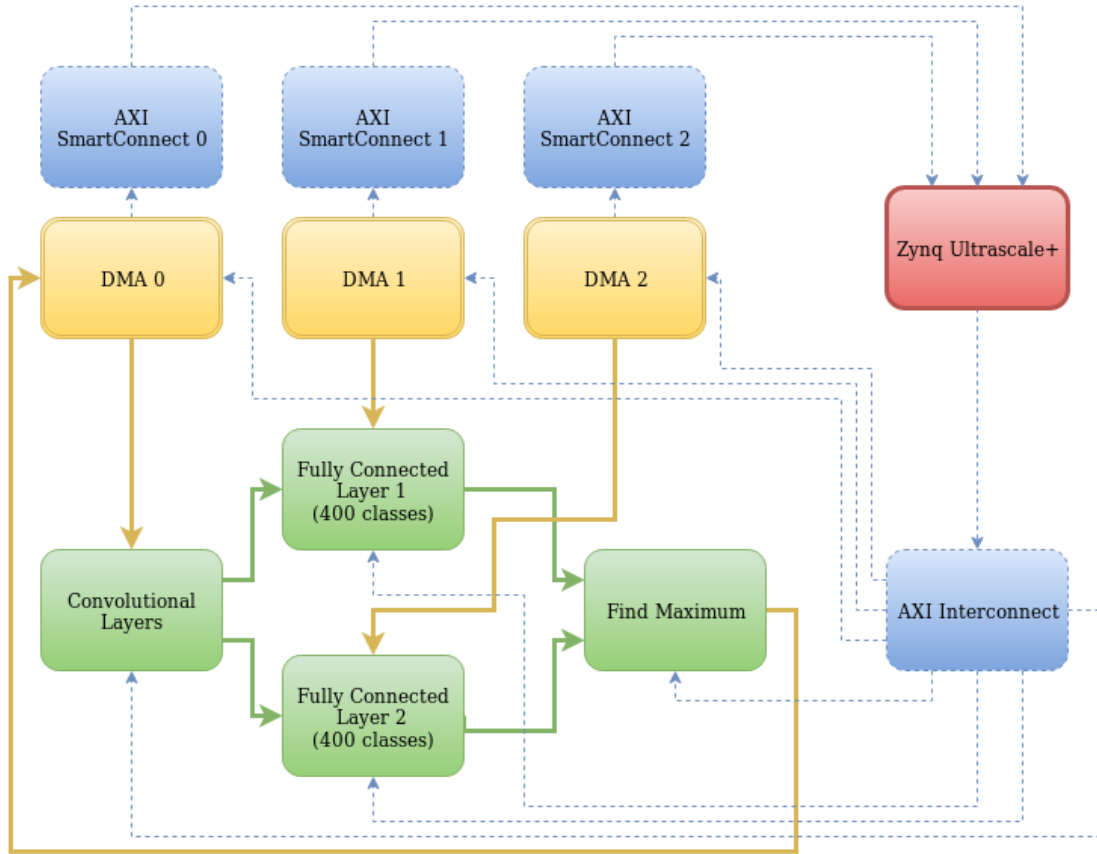 AXI
SmartConnect 0
AXI
SmartConnect 1
AXI
SmartConnect 2
DMA 0
DMA 1
DMA 2
Zynq Ultrascale+
Fully Connected
Layer 1
(400 classes)
Convolutional
Layers
Find Maximum
AXI Interconnect
Fully Connected
Layer 2
(400 classes)